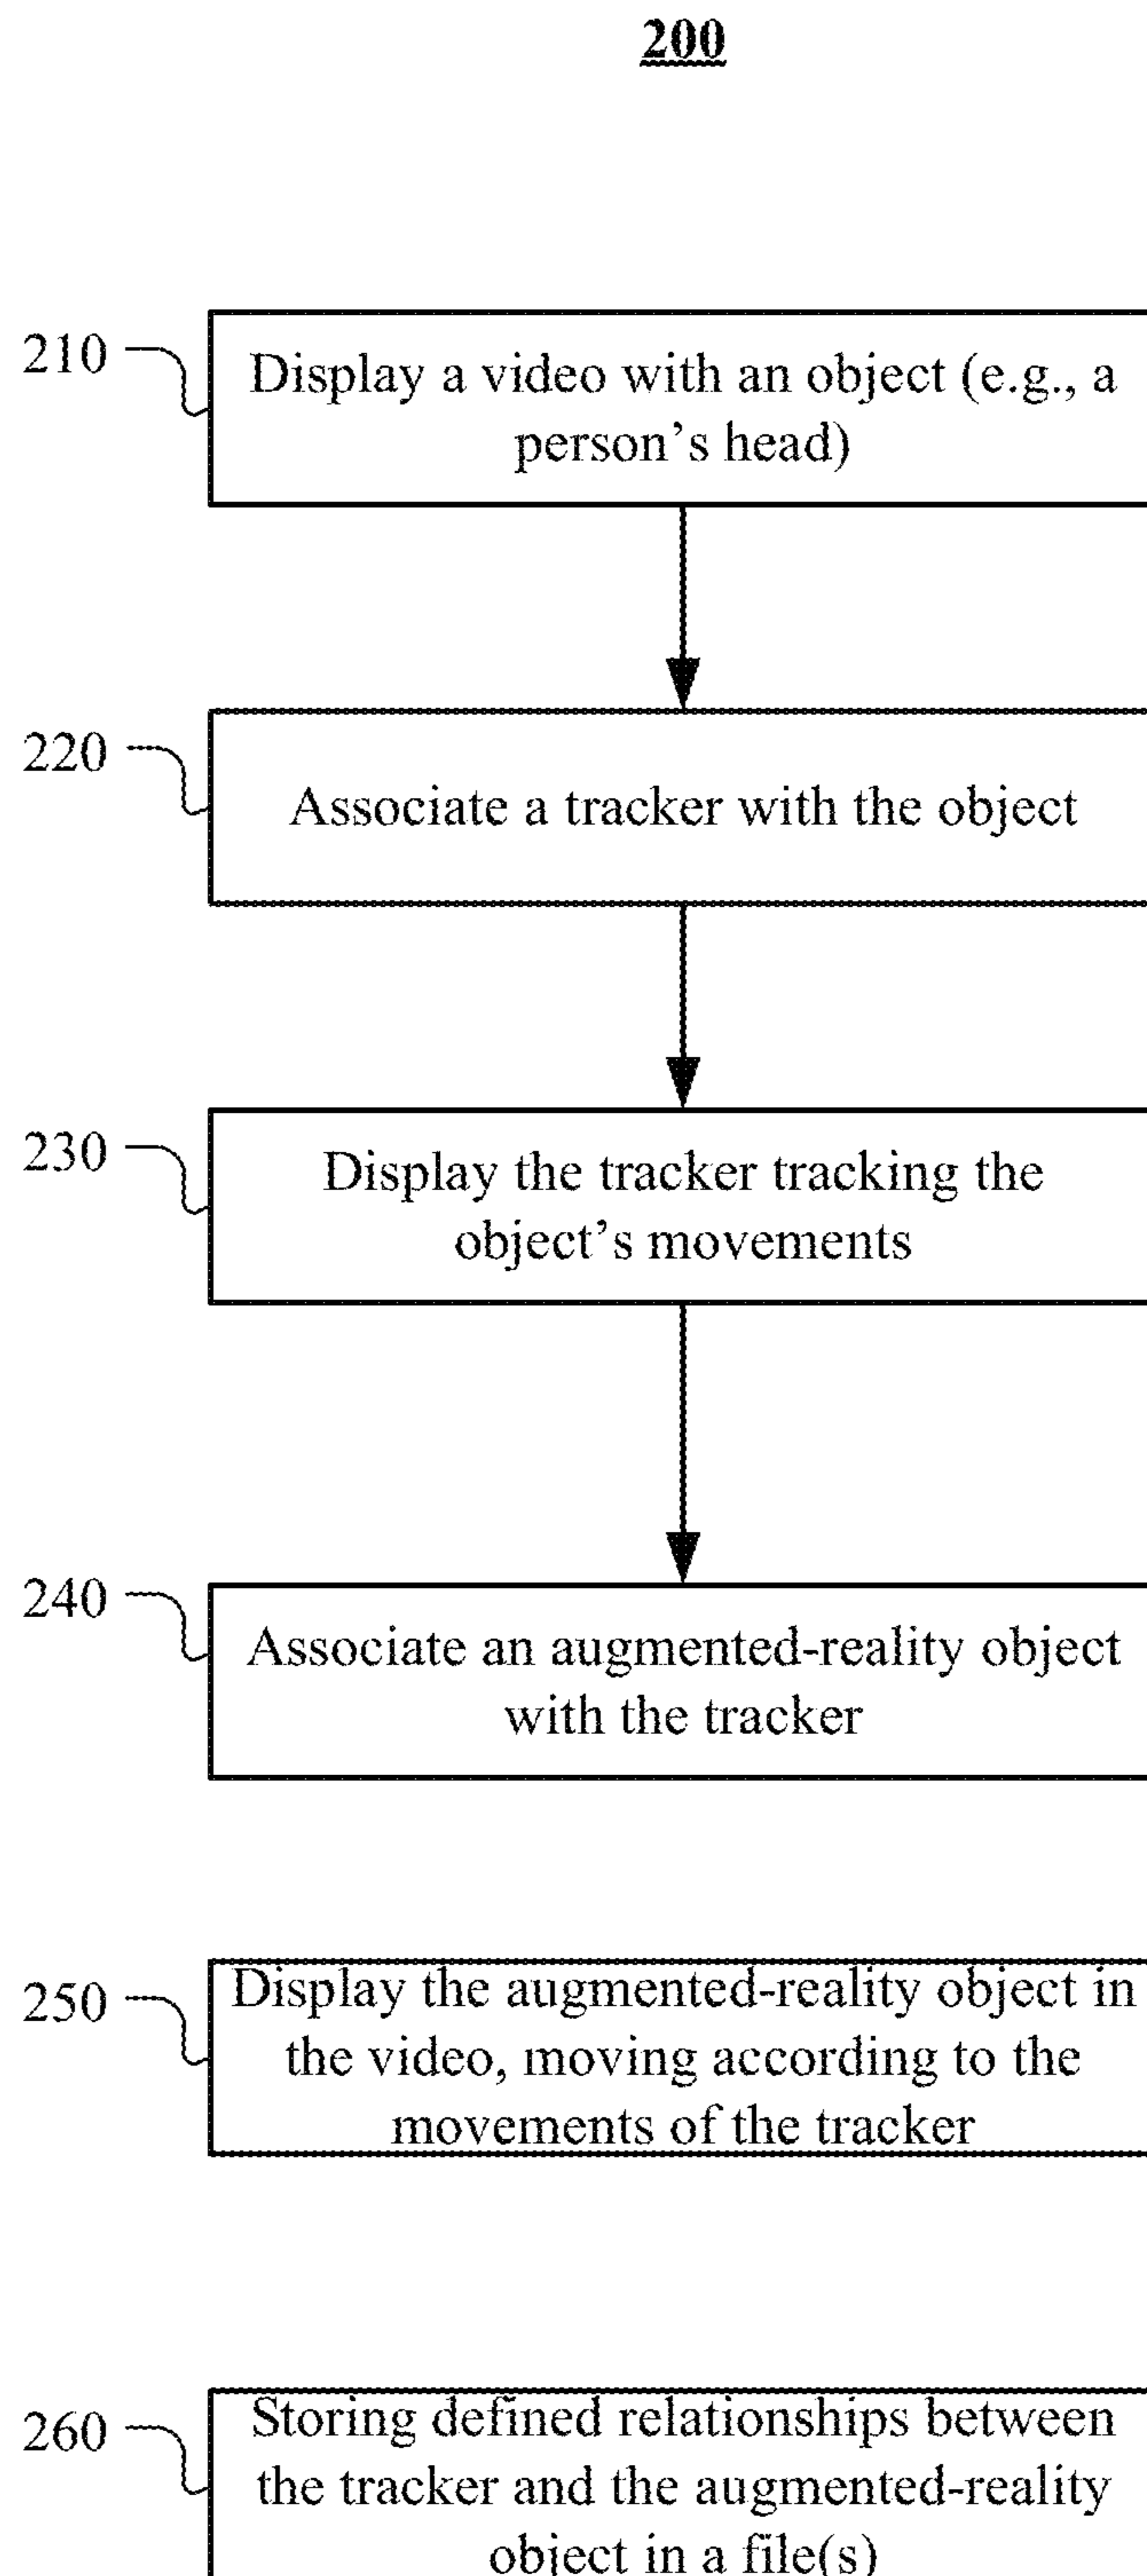 200
210
Display a video with an object (e.g., a
person's head)
220
Associate a tracker with the object
230
Display the tracker tracking the
object's movements
240
Associate an augmented-reality object
with the tracker
250
Display the augmented-reality object in
the video, moving according to the
movements of the tracker
260
Storing defined relationships between
the tracker and the augmented-reality
object in a file(s)